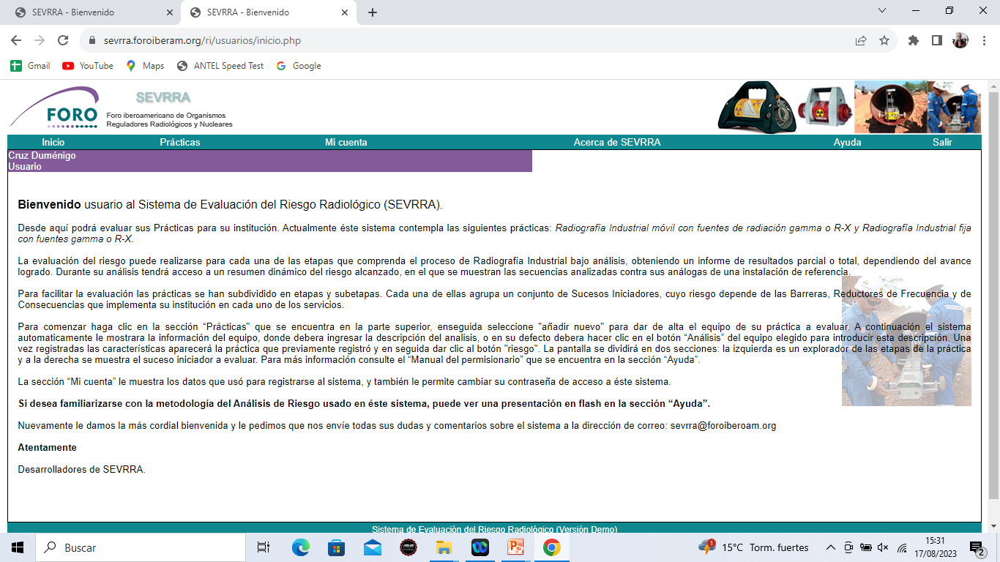 SEVRRA - Bienvenido
SEVRRA - Bienvenido
sevrra.foroiberam.org/ri/usuarios/inicio.php
Gmail
YouTube
Maps
ANTEL Speed Test
Google
FORO
SEVRRA
Foro iberoamericano de Organismos
Reguladores Radiológicos y Nucleares
Inicio
Prácticas
Mi cuenta
Acerca de SEVRRA
Ayuda
Salir
Cruz Duménigo
Usuario
Bienvenido usuario al Sistema de Evaluación del Riesgo Radiológico (SEVRRA).
Desde aquí podrá evaluar sus Prácticas para su institución. Actualmente éste sistema contempla las siguientes prácticas: Radiografía Industrial móvil con fuentes de radiación gamma o R-X y Radiografía Industrial fija
con fuentes gamma o R-X.
La evaluación del riesgo puede realizarse para cada una de las etapas que comprenda el proceso de Radiografía Industrial bajo análisis, obteniendo un informe de resultados parcial o total, dependiendo del avance
logrado. Durante su análisis tendrá acceso a un resumen dinámico del riesgo alcanzado, en el que se muestran las secuencias analizadas contra sus análogas de una instalación de referencia.
Para facilitar la evaluación las prácticas se han subdividido en etapas y subetapas. Cada una de ellas agrupa un conjunto de Sucesos Iniciadores, cuyo riesgo depende de las Barreras, Reductores de Frecuencia y de
Consecuencias que implementa su institución en cada uno de los servicios.
Para comenzar haga clic en la sección “Prácticas" que se encuentra en la parte superior, enseguida seleccione "añadir nuevo" para dar de alta el equipo de su práctica a evaluar. A continuación el sistema
automaticamente le mostrara la información del equipo, donde debera ingresar la descripción del analisis, o en su defecto debera hacer clic en el botón “Análisis” del equipo elegido para introducir esta descripción. Una
vez registradas las características aparecerá la práctica que previamente registró y en seguida dar clic al botón "riesgo". La pantalla se dividirá en dos secciones: la izquierda es un explorador de las etapas de la práctica
y a la derecha se muestra el suceso iniciador a evaluar. Para más información consulte el “Manual del permisionario” que se encuentra en la sección “Ayuda”.
La sección “Mi cuenta” le muestra los datos que usó para registrarse al sistema, y también le permite cambiar su contraseña de acceso a éste sistema.
Si desea familiarizarse con la metodología del Análisis de Riesgo usado en éste sistema, puede ver una presentación en flash en la sección “Ayuda”.
Nuevamente le damos la más cordial bienvenida y le pedimos que nos envíe todas sus dudas y comentarios sobre el sistema a la dirección de correo: sevrra@foroiberoam.org
Atentamente
Desarrolladores de SEVRRA.
Sistema de Evaluación del Riesgo Radiológico (Versión Demo)
Buscar
15°C Torm. fuertes
15:31
17/08/2023
2